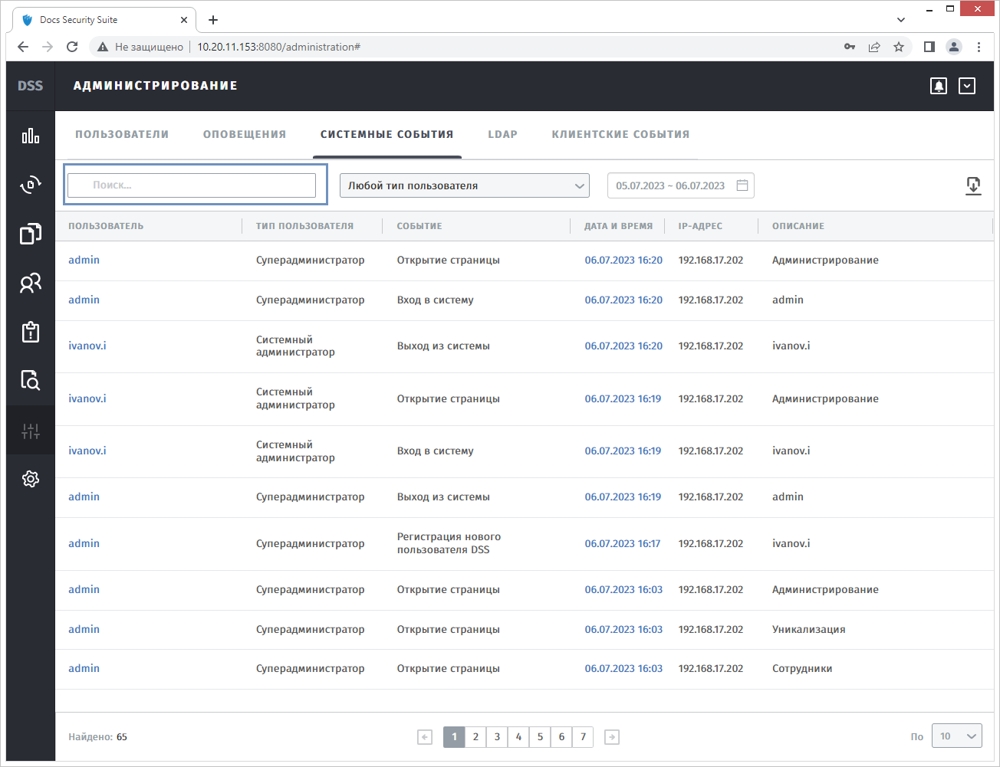 Docs Security Suite
Не защищено 10.20.11.153:8080/administration#
DSS АДМИНИСТРИРОВАНИЕ
ПОЛЬЗОВАТЕЛИ ОПОВЕЩЕНИЯ СИСТЕМНЫЕ СОБЫТИЯ LDAP КЛИЕНТСКИЕ СОБЫТИЯ
Поиск... Любой тип пользователя 05.07.2023 ~ 06.07.2023
ПОЛЬЗОВАТЕЛЬ ТИП ПОЛЬЗОВАТЕЛЯ СОБЫТИЕ ДАТА И ВРЕМЯ IP-АДРЕС ОПИСАНИЕ
admin Суперадминистратор Открытие страницы 06.07.2023 16:20 192.168.17.202 Администрирование
admin Суперадминистратор Вход в систему 06.07.2023 16:20 192.168.17.202 admin
ivanov.i Системный администратор Выход из системы 06.07.2023 16:20 192.168.17.202 ivanov.i
ivanov.i Системный администратор Открытие страницы 06.07.2023 16:19 192.168.17.202 Администрирование
ivanov.i Системный администратор Вход в систему 06.07.2023 16:19 192.168.17.202 ivanov.i
admin Суперадминистратор Выход из системы 06.07.2023 16:19 192.168.17.202 admin
admin Суперадминистратор Регистрация нового пользователя DSS 06.07.2023 16:17 192.168.17.202 ivanov.i
admin Суперадминистратор Открытие страницы 06.07.2023 16:03 192.168.17.202 Администрирование
admin Суперадминистратор Открытие страницы 06.07.2023 16:03 192.168.17.202 Уникализация
admin Суперадминистратор Открытие страницы 06.07.2023 16:03 192.168.17.202 Сотрудники
Найдено: 65 1 2 3 4 5 6 7 По 10